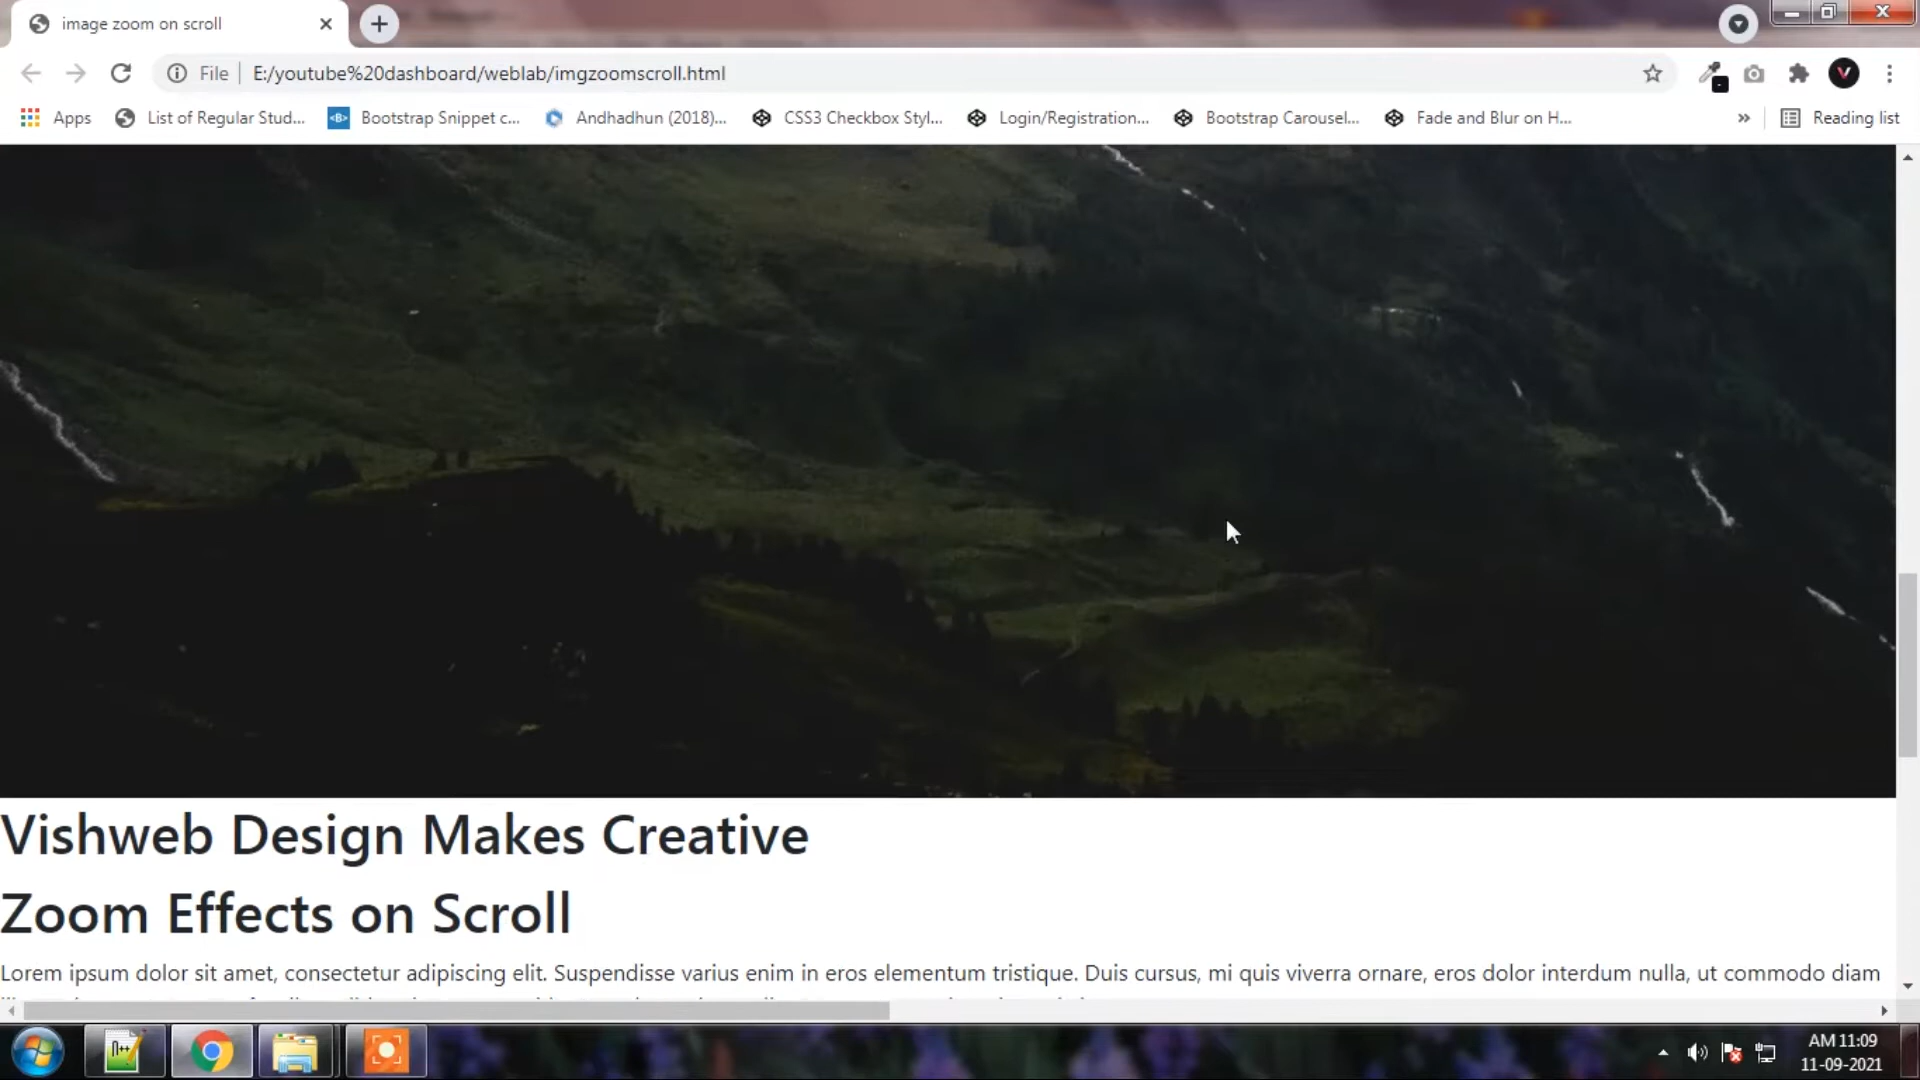 image zoom on scroll
File E:/youtube%20dashboard/weblab/imgzoomscroll.html
Apps List of Regular Stud... Bootstrap Snippet c... Andhadhun (2018)... CSS3 Checkbox Styl... Login/Registration... Bootstrap Carousel... Fade and Blur on H... » Reading list
Vishweb Design Makes Creative
Zoom Effects on Scroll
Lorem ipsum dolor sit amet, consectetur adipiscing elit. Suspendisse varius enim in eros elementum tristique. Duis cursus, mi quis viverra ornare, eros dolor interdum nulla, ut commodo diam
AM 11:09
11-09-2021